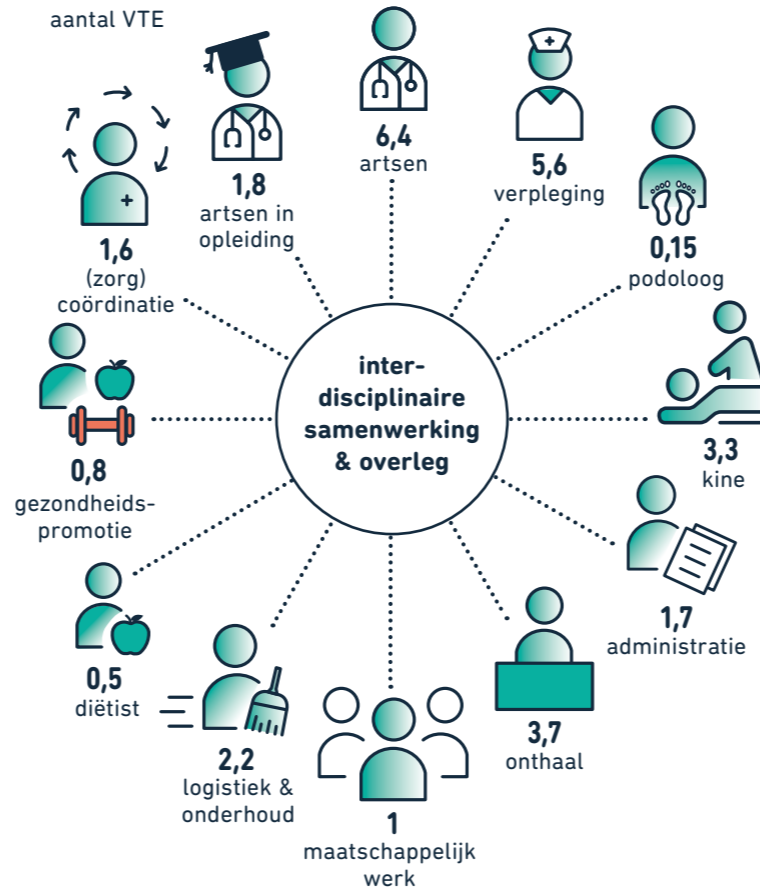 aantal VTE
6,4
artsen
5,6
verpleging
0,15
podoloog
3,3
kine
1,7
administratie
3,7
onthaal
1
maatschappelijk
werk
2,2
logistiek &
onderhoud
0,5
diëtist
0,8
gezondheids-
promotie
1,6
(zorg)
coördinatie
1,8
artsen in
opleiding
inter-
disciplinaire
samenwerking
& overleg